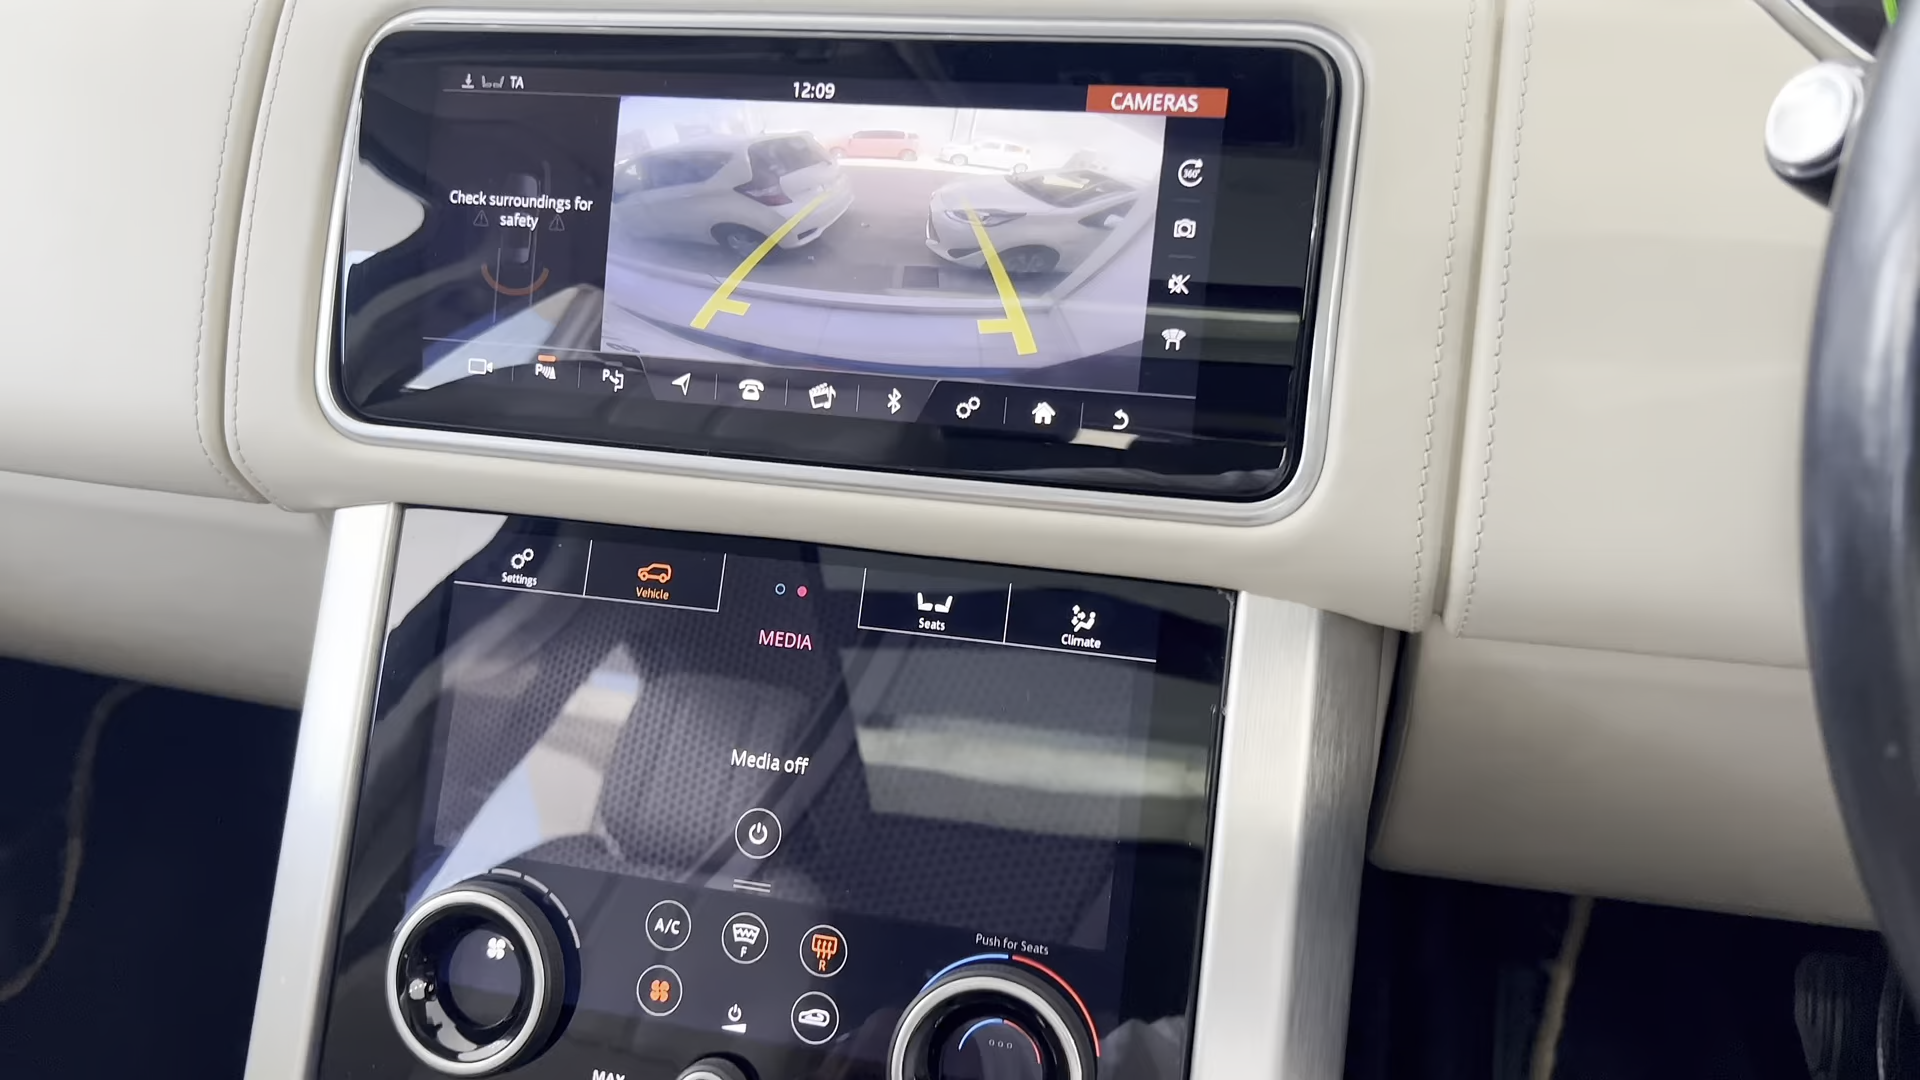 TA
12:09
CAMERAS
Check surroundings for
safety
360°
P
P
Settings
Vehicle
Seats
Climate
MEDIA
Media off
A/C
F
R
Push for Seats
MAX